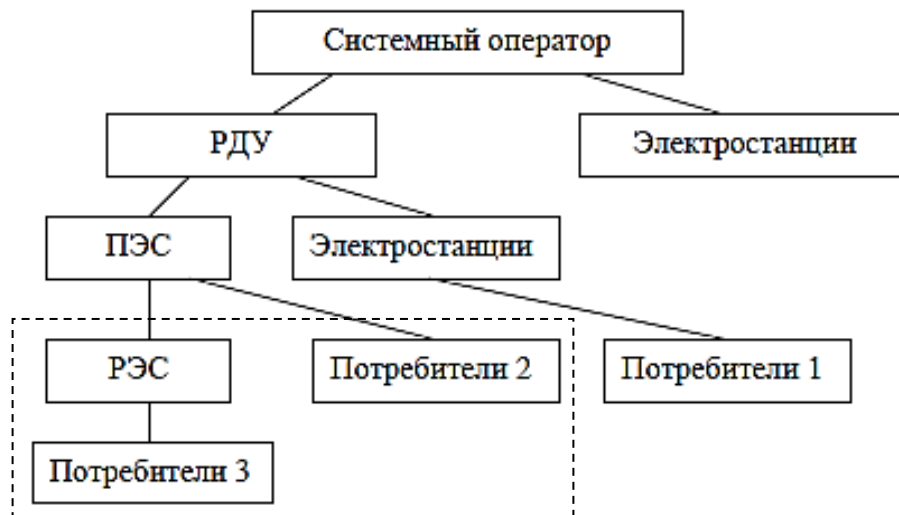 Системный оператор
РДУ
Электростанции
ПЭС
Электростанции
РЭС
Потребители 2
Потребители 1
Потребители 3